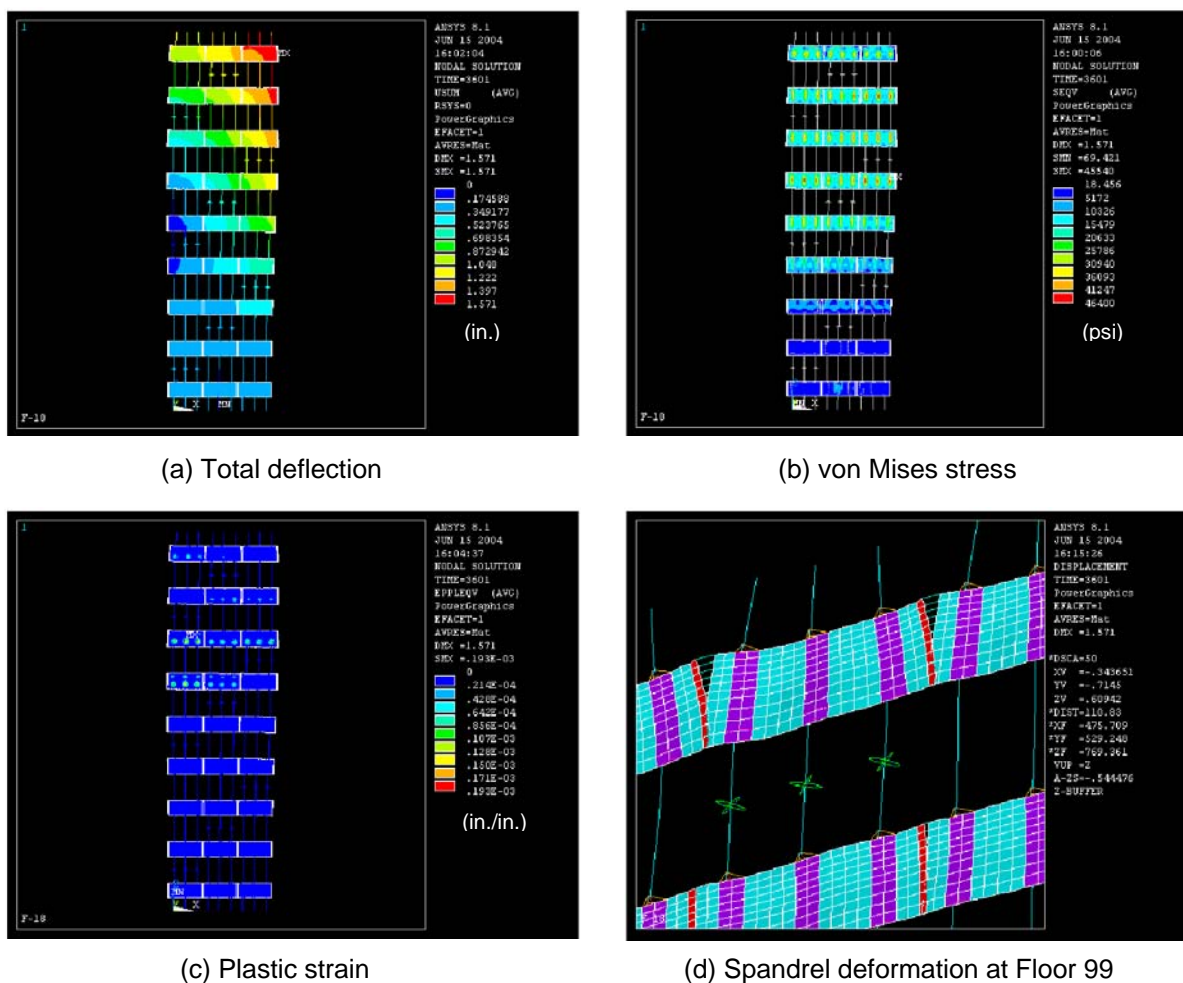 1
ANSYS 8.1
JUN 15 2004
16:02:04
NODAL SOLUTION
TIME=3601
USUM (AVG)
RSYS=0
PowerGraphics
EFACET=1
AVRES=Mat
DMX =1.571
SMX =1.571
0
.174588
.349177
.523765
.698354
.872942
1.048
1.222
1.397
1.571
(in.)
MX
MN
X
F-18
(a) Total deflection
ANSYS 8.1
JUN 15 2004
16:00:06
NODAL SOLUTION
TIME=3601
SEQV (AVG)
PowerGraphics
EFACET=1
AVRES=Mat
DMX =1.571
SMN =69.421
SMX =45540
18.456
5172
10326
15479
20633
25786
30940
36093
41247
46400
(psi)
X
F-18
(b) von Mises stress
1
ANSYS 8.1
JUN 15 2004
16:04:37
NODAL SOLUTION
TIME=3601
EPPLEQV (AVG)
PowerGraphics
EFACET=1
AVRES=Mat
DMX =1.571
SMX =.193E-03
0
.214E-04
.428E-04
.642E-04
.856E-04
.107E-03
.128E-03
.150E-03
.171E-03
.193E-03
(in./in.)
MX
MN
X
F-18
(c) Plastic strain
ANSYS 8.1
JUN 15 2004
16:15:26
DISPLACEMENT
TIME=3601
PowerGraphics
EFACET=1
AVRES=Mat
DMX =1.571
*DSCA=50
XV =-.343651
YV =-.7145
ZV =.60942
*DIST=110.83
*XF =475.709
*YF =529.248
*ZF =769.361
VUP =Z
A-ZS=-.544476
Z-BUFFER
F-18
(d) Spandrel deformation at Floor 99